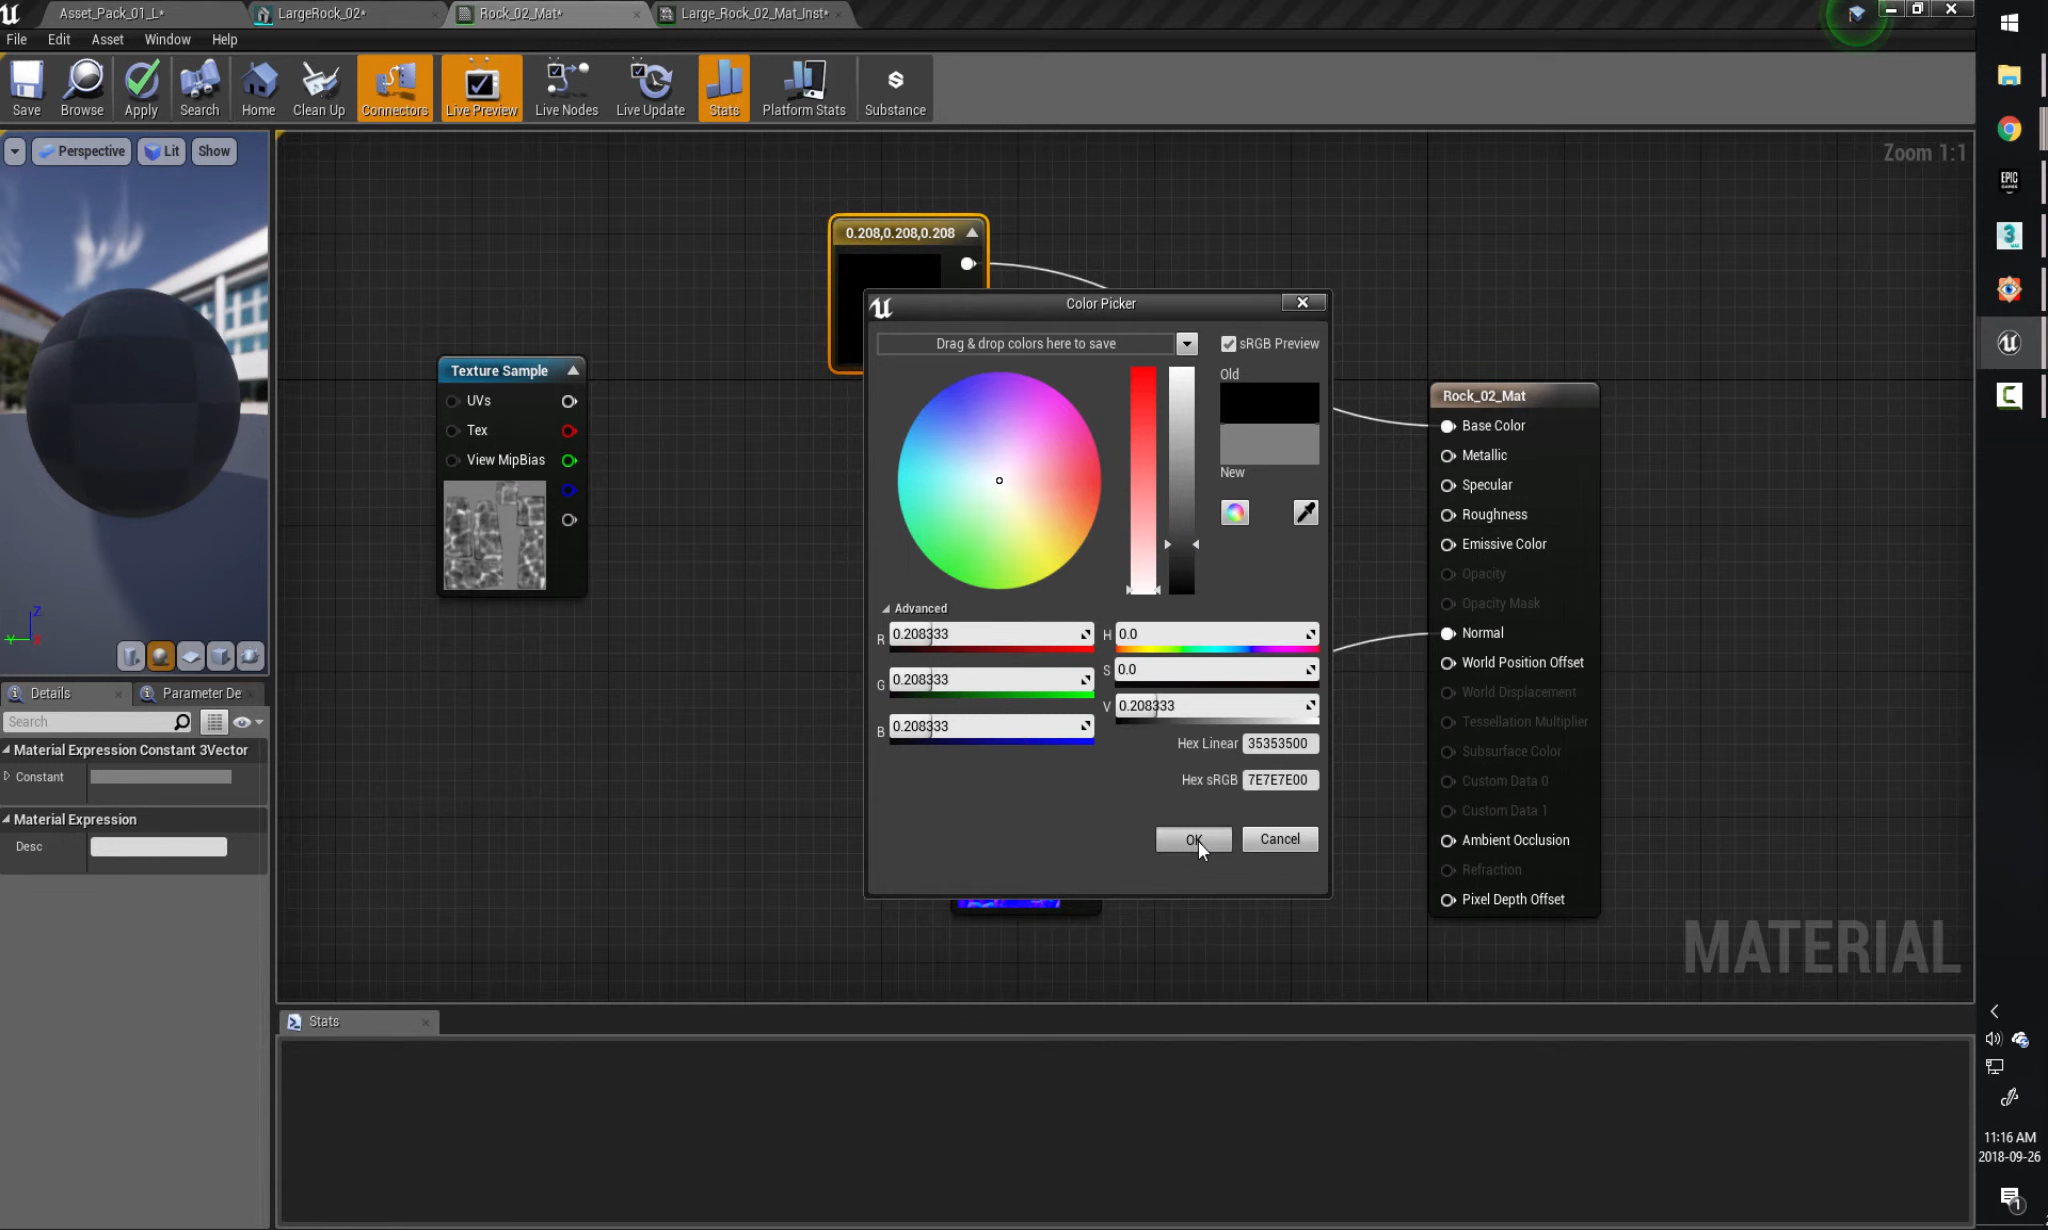 Asset_Pack_01_L*
LargeRock_02*
Rock_02_Mat*
Large_Rock_02_Mat_Inst*
File Edit Asset Window Help
Save Browse Apply Search Home Clean Up Connectors Live Preview Live Nodes Live Update Stats Platform Stats Substance
Perspective Lit Show
Zoom 1:1
0.208,0.208,0.208
EPIC
GAMES
Color Picker
Drag & drop colors here to save
sRGB Preview
Old
New
Texture Sample
UVs
Tex
View MipBias
Rock_02_Mat
Base Color
Metallic
Specular
Roughness
Emissive Color
Opacity
Opacity Mask
Normal
World Position Offset
World Displacement
Tessellation Multiplier
Subsurface Color
Custom Data 0
Custom Data 1
Ambient Occlusion
Refraction
Pixel Depth Offset
Advanced
R 0.208333
H 0.0
G 0.208333
S 0.0
V 0.208333
B 0.208333
Hex Linear 35353500
Hex sRGB 7E7E7E00
OK Cancel
Z
Y
X
Details
Parameter De
Search
Material Expression Constant 3Vector
Constant
Material Expression
Desc
MATERIAL
Stats
11:16 AM
2018-09-26
1